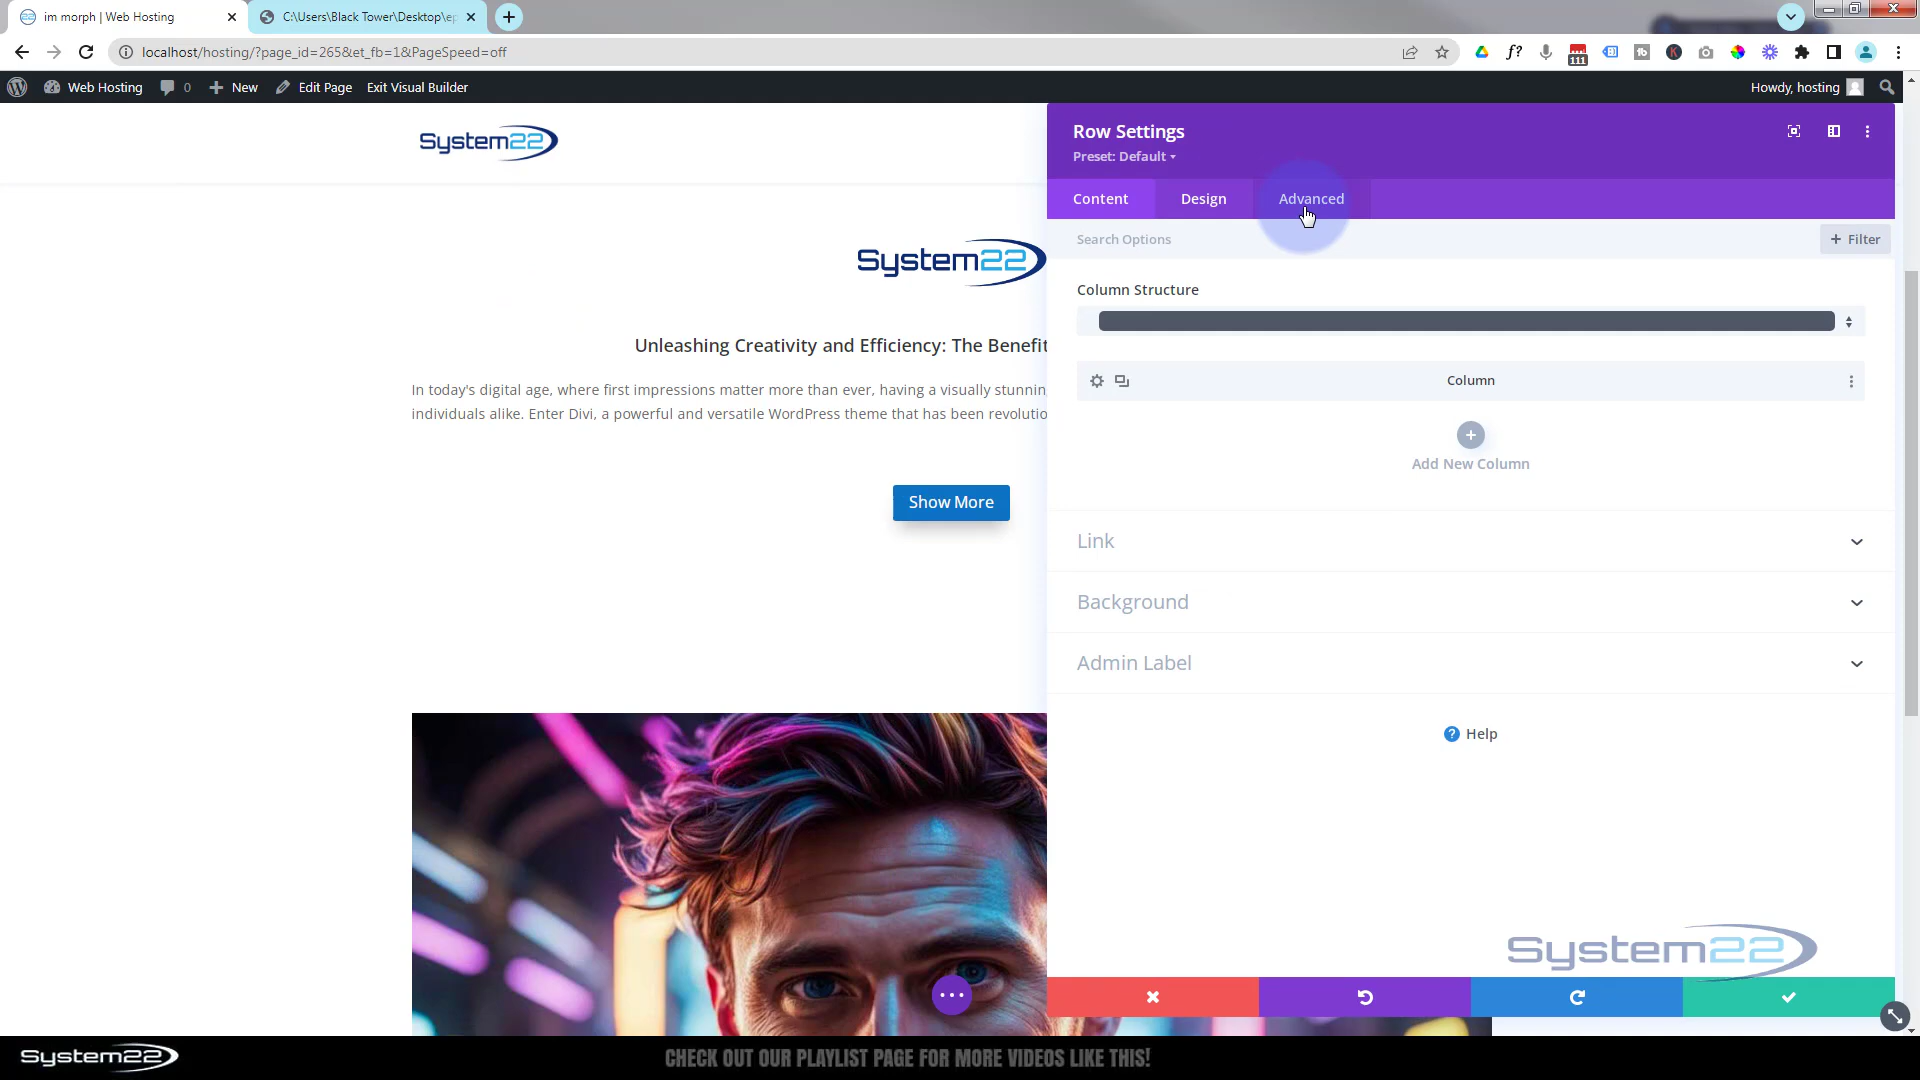 im morph | Web Hosting
C:\Users\Black Tower\Desktop\ep
localhost/hosting/?page_id=265&et_fb=1&PageSpeed=off
f?
111
Web Hosting
0
New
Edit Page
Exit Visual Builder
Howdy, hosting
System22
Row Settings
Preset: Default
Content
Design
Advanced
Search Options
Filter
System22
Column Structure
Unleashing Creativity and Efficiency: The Benefit
In today's digital age, where first impressions matter more than ever, having a visually stunnin
individuals alike. Enter Divi, a powerful and versatile WordPress theme that has been revolutio
Column
Add New Column
Show More
Link
Background
Admin Label
Help
System22
System22
CHECK OUT OUR PLAYLIST PAGE FOR MORE VIDEOS LIKE THIS!